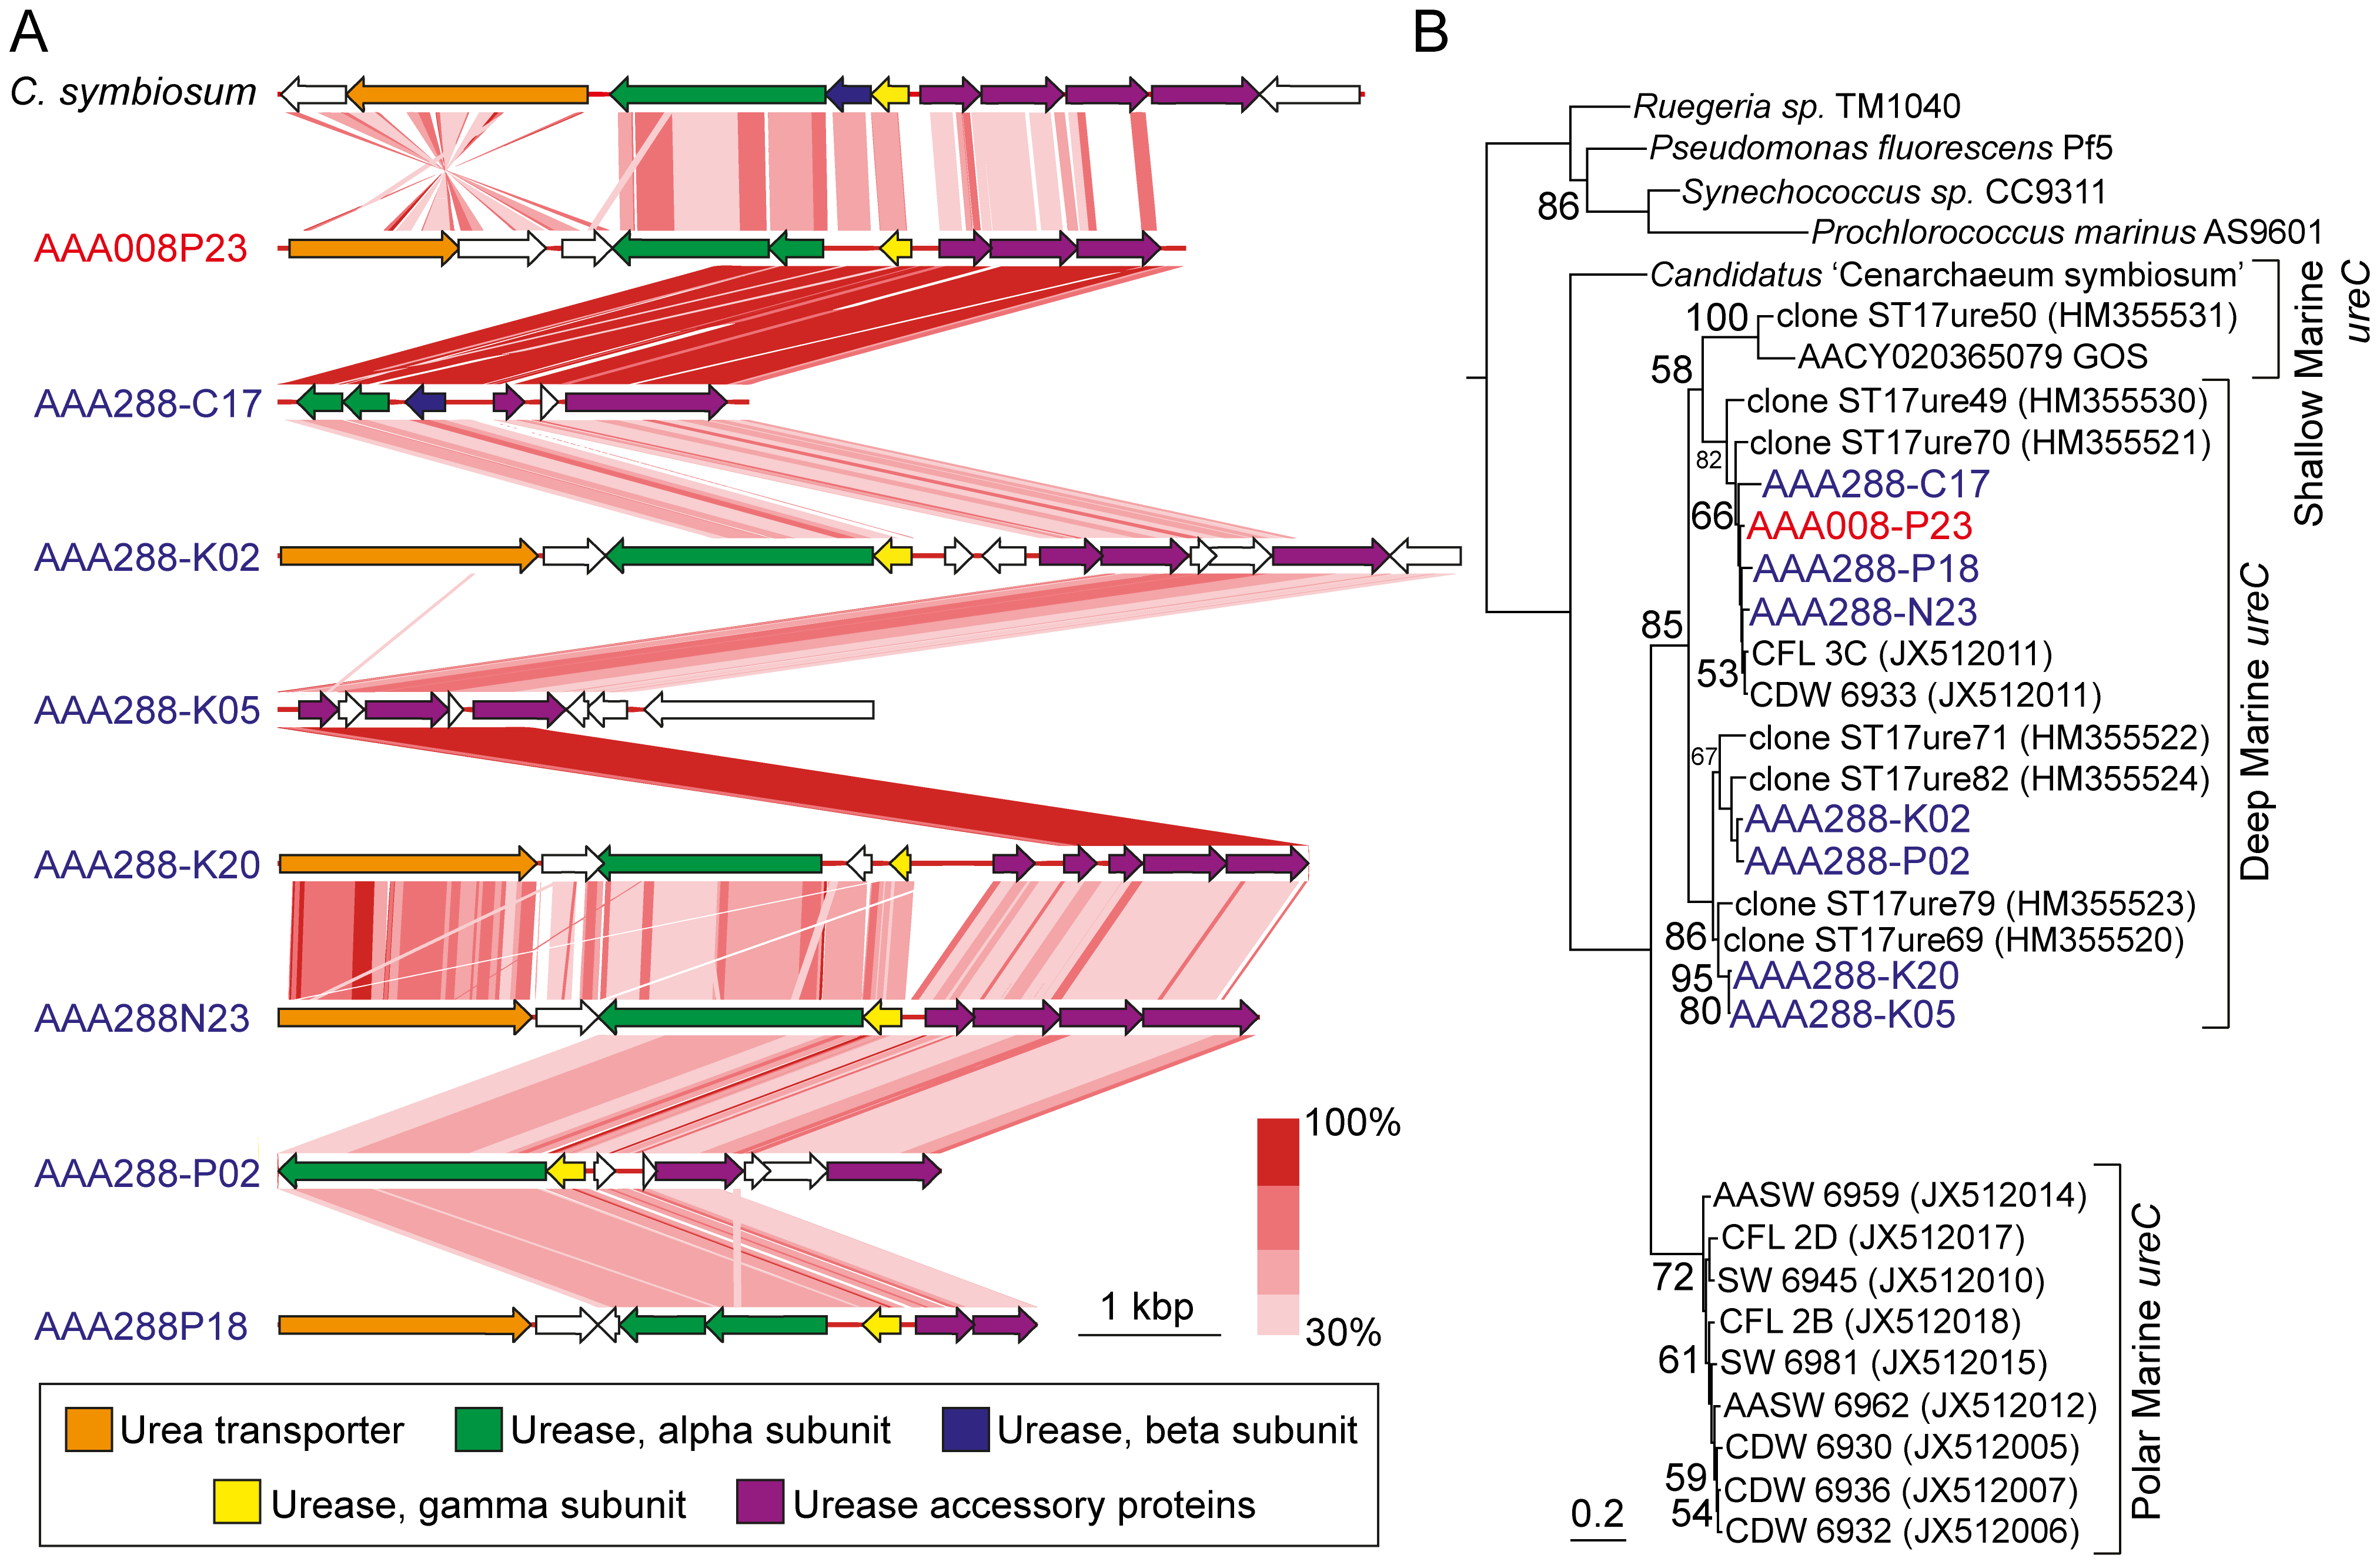 A
C. symbiosum
AAA008P23
AAA288-C17
AAA288-K02
AAA288-K05
AAA288-K20
AAA288N23
AAA288-P02
AAA288P18
100%
30%
1 kbp
Urea transporter
Urease, alpha subunit
Urease, beta subunit
Urease, gamma subunit
Urease accessory proteins
B
Ruegeria sp. TM1040
Pseudomonas fluorescens Pf5
Synechococcus sp. CC9311
86
Prochlorococcus marinus AS9601
Candidatus ‘Cenarchaeum symbiosum’
100
clone ST17ure50 (HM355531)
AACY020365079 GOS
58
clone ST17ure49 (HM355530)
clone ST17ure70 (HM355521)
82
AAA288-C17
66
AAA008-P23
AAA288-P18
AAA288-N23
85
CFL 3C (JX512011)
53
CDW 6933 (JX512011)
clone ST17ure71 (HM355522)
67
clone ST17ure82 (HM355524)
AAA288-K02
AAA288-P02
clone ST17ure79 (HM355523)
86
clone ST17ure69 (HM355520)
95
AAA288-K20
80
AAA288-K05
AASW 6959 (JX512014)
CFL 2D (JX512017)
72
SW 6945 (JX512010)
CFL 2B (JX512018)
61
SW 6981 (JX512015)
AASW 6962 (JX512012)
CDW 6930 (JX512005)
59
CDW 6936 (JX512007)
54
CDW 6932 (JX512006)
0.2
Shallow Marine
ureC
Deep Marine ureC
Polar Marine ureC